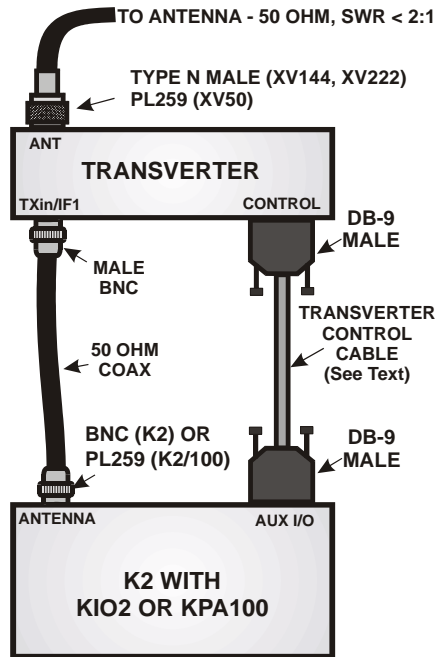 TO ANTENNA - 50 OHM, SWR < 2:1
TYPE N MALE (XV144, XV222)
PL259 (XV50)
ANT
TRANSVERTER
TXin/IF1
CONTROL
DB-9
MALE
MALE
BNC
TRANSVERTER
CONTROL
CABLE
(See Text)
50 OHM
COAX
BNC (K2) OR
PL259 (K2/100)
DB-9
MALE
ANTENNA
AUX I/O
K2 WITH
KIO2 OR KPA100